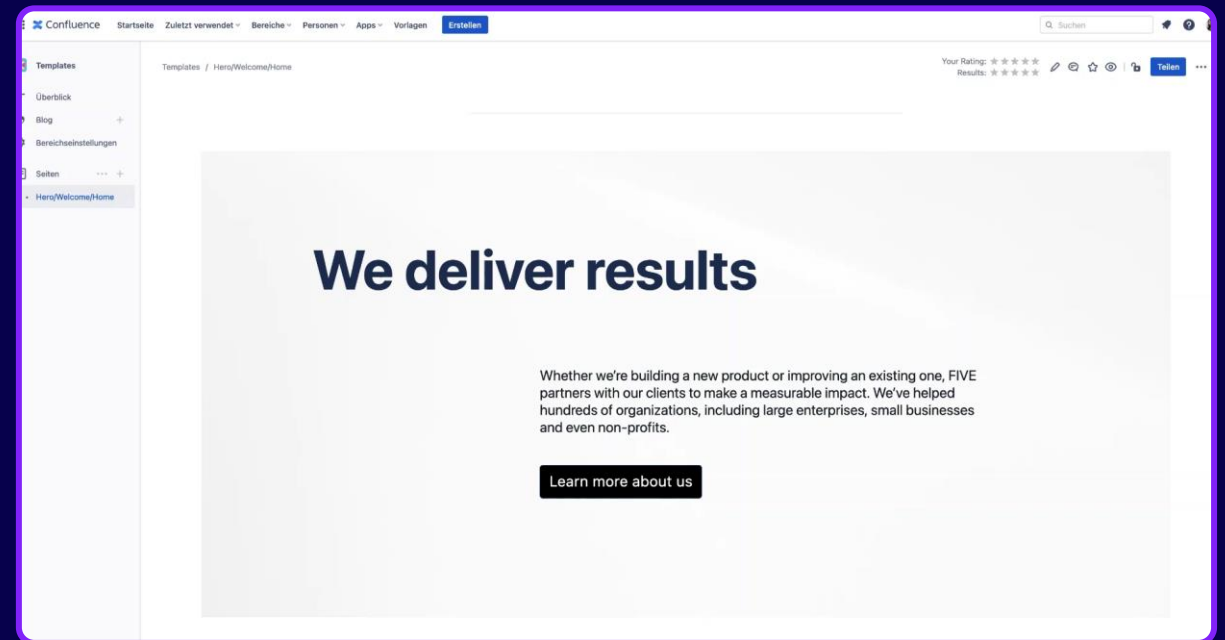 Confluence Startseite Zuletzt verwendet Bereiche Personen Apps Vorlagen Erstellen Suchen
Templates
Überblick
Blog
Bereichseinstellungen
Seiten
Hero/Welcome/Home
Templates / Hero/Welcome/Home
Your Rating:
Results:
Teilen
We deliver results
Whether we're building a new product or improving an existing one, FIVE
partners with our clients to make a measurable impact. We've helped
hundreds of organizations, including large enterprises, small businesses
and even non-profits.
Learn more about us